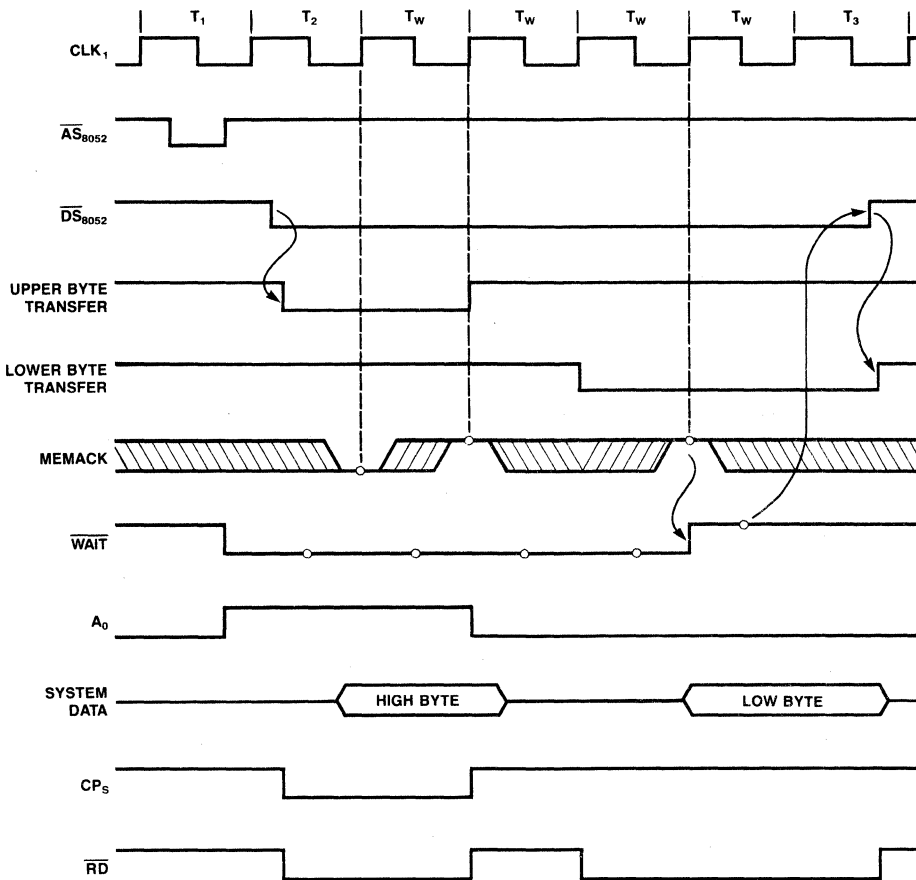 T1 T2 TW TW TW TW T3
CLK1
AS8052
DS8052
UPPER BYTE
TRANSFER
LOWER BYTE
TRANSFER
MEMACK
WAIT
A0
SYSTEM
DATA
HIGH BYTE
LOW BYTE
CPS
RD